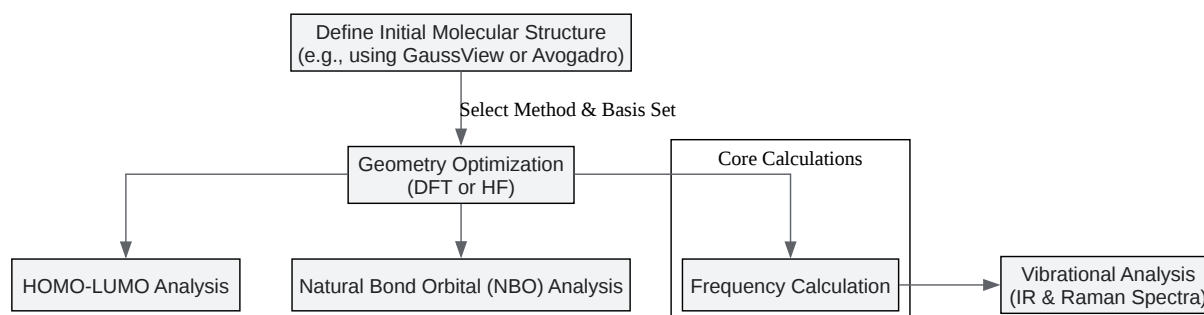 Define Initial Molecular Structure
(e.g., using GaussView or Avogadro)
Select Method & Basis Set
Geometry Optimization
(DFT or HF)
Core Calculations
HOMO-LUMO Analysis
Natural Bond Orbital (NBO) Analysis
Frequency Calculation
Vibrational Analysis
(IR & Raman Spectra)